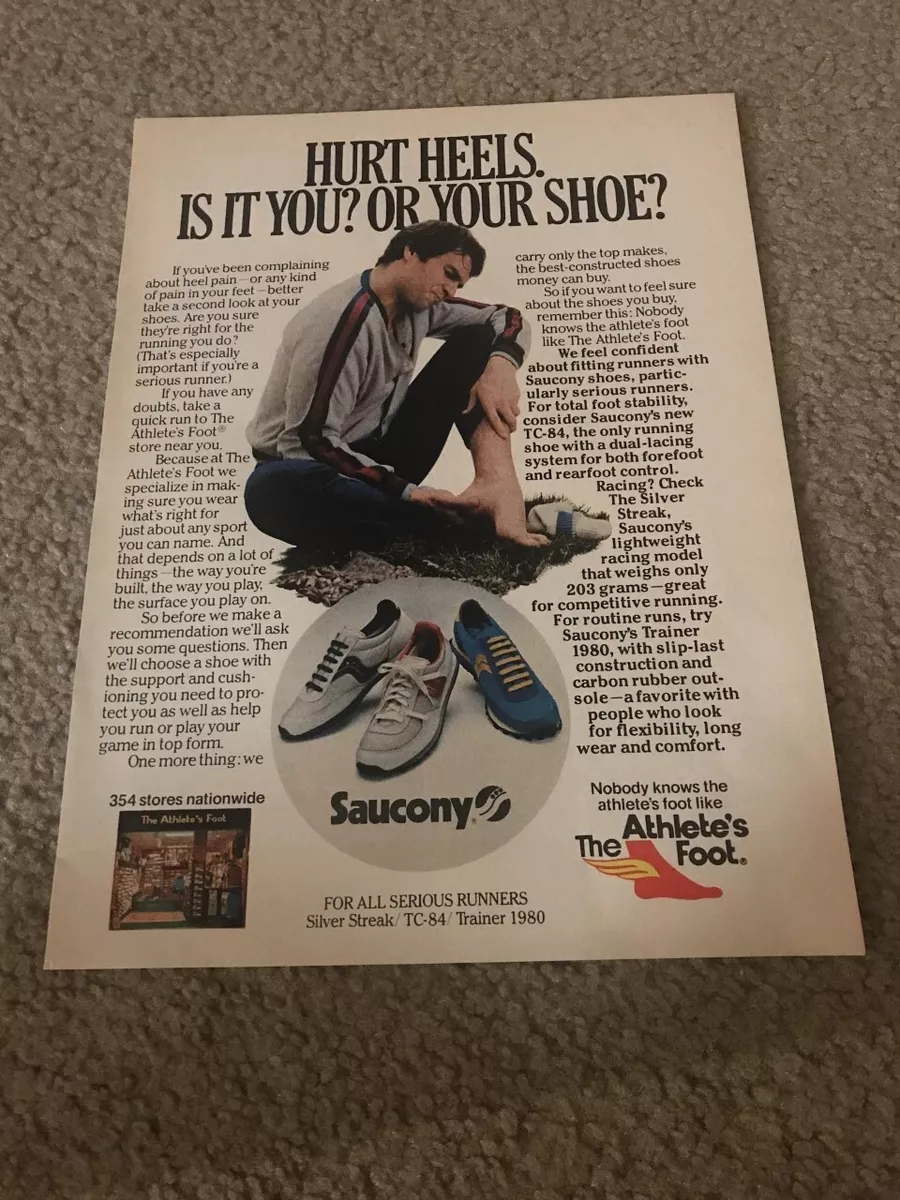 HURT HEELS.
IS IT YOU? OR YOUR SHOE?
If you've been complaining
about heel pain—or any kind
of pain in your feet—better
take a second look at your
shoes. Are you sure
they're right for the
running you do?
(That's especially
important if you're a
serious runner.)
If you have any
doubts, take a
quick run to The
Athlete's Foot®
store near you.
Because at The
Athlete's Foot we
specialize in mak-
ing sure you wear
what's right for
just about any sport
you can name. And
that depends on a lot of
things—the way you're
built, the way you play,
the surface you play on.
So before we make a
recommendation we'll ask
you some questions. Then
we'll choose a shoe with
the support and cush-
ioning you need to pro-
tect you as well as help
you run or play your
game in top form.
One more thing: we
carry only the top makes,
the best-constructed shoes
money can buy.
So if you want to feel sure
about the shoes you buy,
remember this: Nobody
knows the athlete's foot
like The Athlete's Foot.
We feel confident
about fitting runners with
Saucony shoes, partic-
ularly serious runners.
For total foot stability,
consider Saucony's new
TC-84, the only running
shoe with a dual-lacing
system for both forefoot
and rearfoot control.
Racing? Check
The Silver
Streak,
Saucony's
lightweight
racing model
that weighs only
203 grams—great
for competitive running.
For routine runs, try
Saucony's Trainer
1980, with slip-last
construction and
carbon rubber out-
sole—a favorite with
people who look
for flexibility, long
wear and comfort.
354 stores nationwide
The Athlete's Foot
Saucony®
FOR ALL SERIOUS RUNNERS
Silver Streak/TC-84/Trainer 1980
Nobody knows the
athlete's foot like
The Athlete's
Foot®